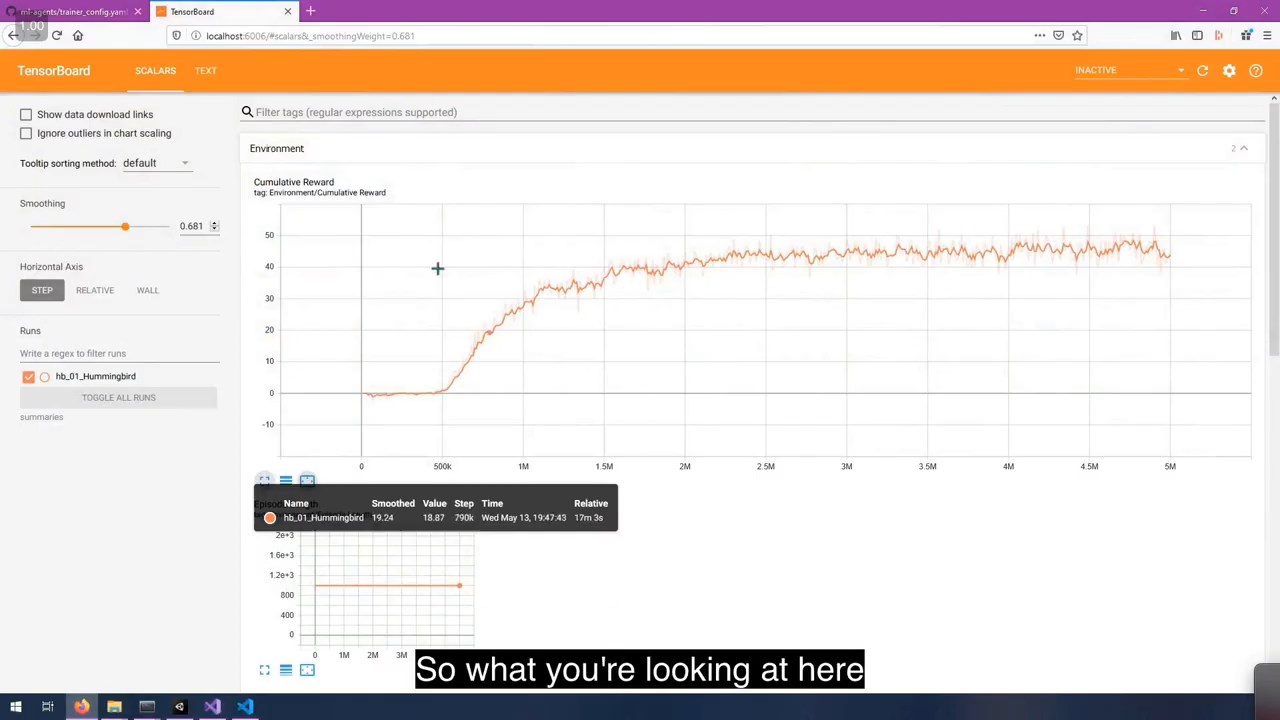 ml-agents/trainer_config.yaml
TensorBoard
1.00
localhost:6006/#scalars&_smoothingWeight=0.681
TensorBoard
SCALARS
TEXT
INACTIVE
Show data download links
Ignore outliers in chart scaling
Tooltip sorting method: default
Smoothing
0.681
Horizontal Axis
STEP
RELATIVE
WALL
Runs
Write a regex to filter runs
hb_01_Hummingbird
TOGGLE ALL RUNS
summaries
Filter tags (regular expressions supported)
Environment
2
Cumulative Reward
tag: Environment/Cumulative Reward
50
40
30
20
10
0
-10
0 500k 1M 1.5M 2M 2.5M 3M 3.5M 4M 4.5M 5M
Name Smoothed Value Step Time Relative
hb_01_Hummingbird 19.24 18.87 790k Wed May 13, 19:47:43 17m 3s
2e+3
1.6e+3
1.2e+3
800
400
0
0 1M 2M 3M
So what you're looking at here